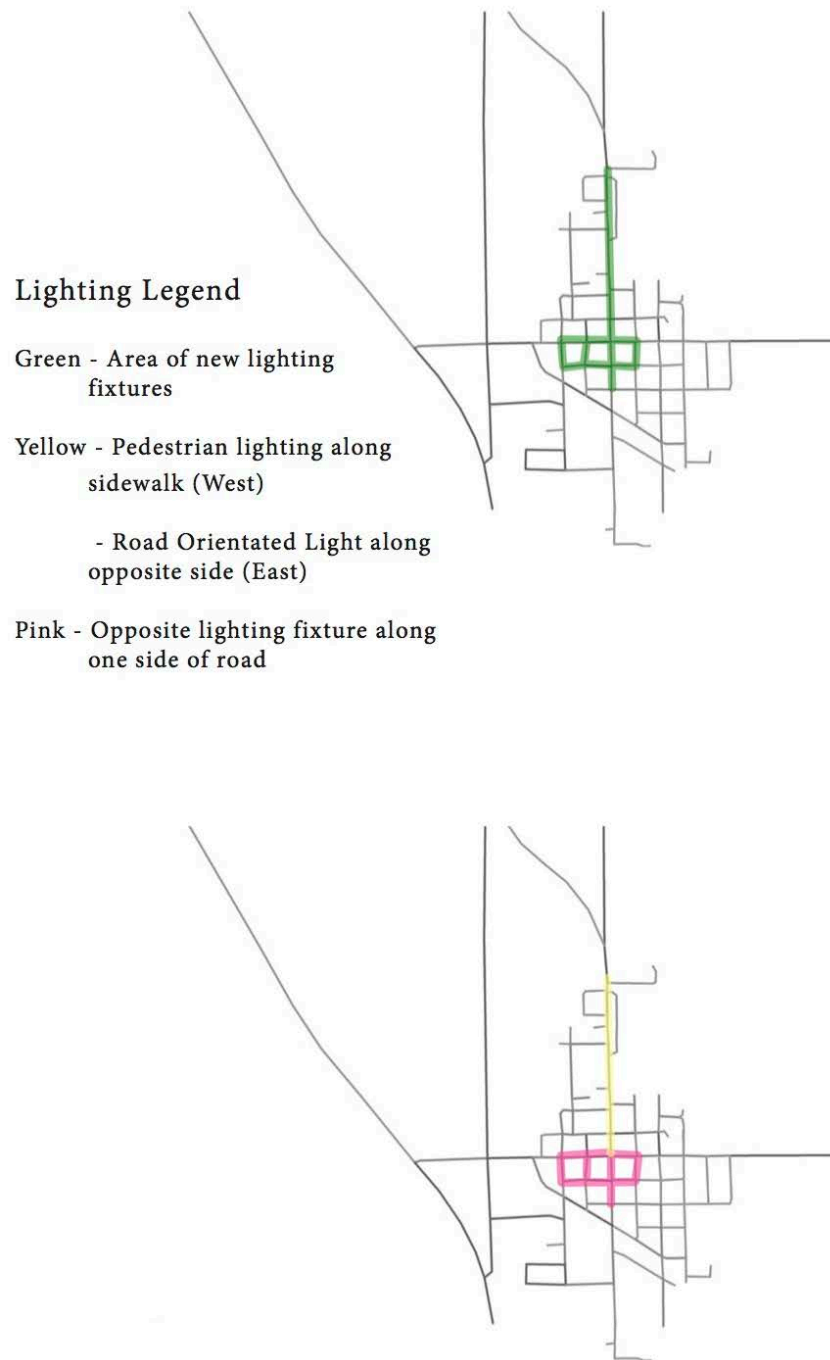 Lighting Legend
Green - Area of new lighting
fixtures
Yellow - Pedestrian lighting along
sidewalk (West)
- Road Orientated Light along
opposite side (East)
Pink - Opposite lighting fixture along
one side of road